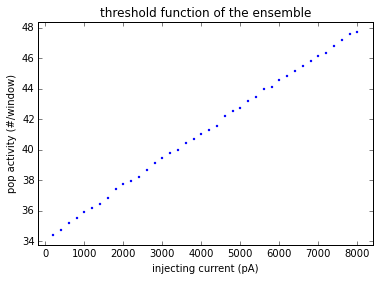 threshold function of the ensemble
48
46
44
42
40
38
36
34
pop activity (#/window)
0 1000 2000 3000 4000 5000 6000 7000 8000
injecting current (pA)